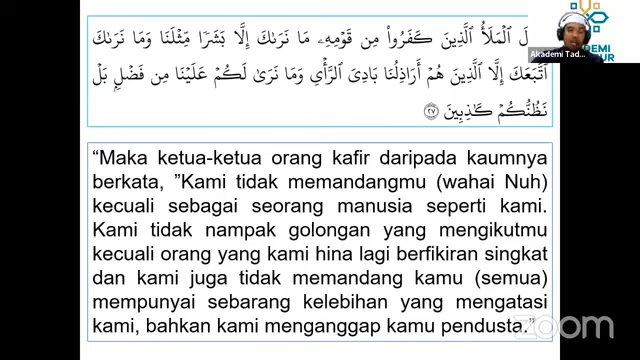 لَ ٱلۡمَلَأُ ٱلَّذِينَ كَفَرُواْ مِن قَوۡمِهِۦ مَا نَرَىٰكَ إِلَّا بَشَرٗا مِّثۡلَنَا وَمَا نَرَىٰكَ
ٱتَّبَعَكَ إِلَّا ٱلَّذِينَ هُمۡ أَرَاذِلُنَا بَادِيَ ٱلرَّأۡيِ وَمَا نَرَىٰ لَكُمۡ عَلَيۡنَا مِن فَضۡلِۭ بَلۡ
نَظُنُّكُمۡ كَٰذِبِينَ ٢٧
Akademi Tad...
“Maka ketua-ketua orang kafir daripada kaumnya
berkata, ”Kami tidak memandangmu (wahai Nuh)
kecuali sebagai seorang manusia seperti kami.
Kami tidak nampak golongan yang mengikutmu
kecuali orang yang kami hina lagi berfikiran singkat
dan kami juga tidak memandang kamu (semua)
mempunyai sebarang kelebihan yang mengatasi
kami, bahkan kami menganggap kamu pendusta.”
zoom